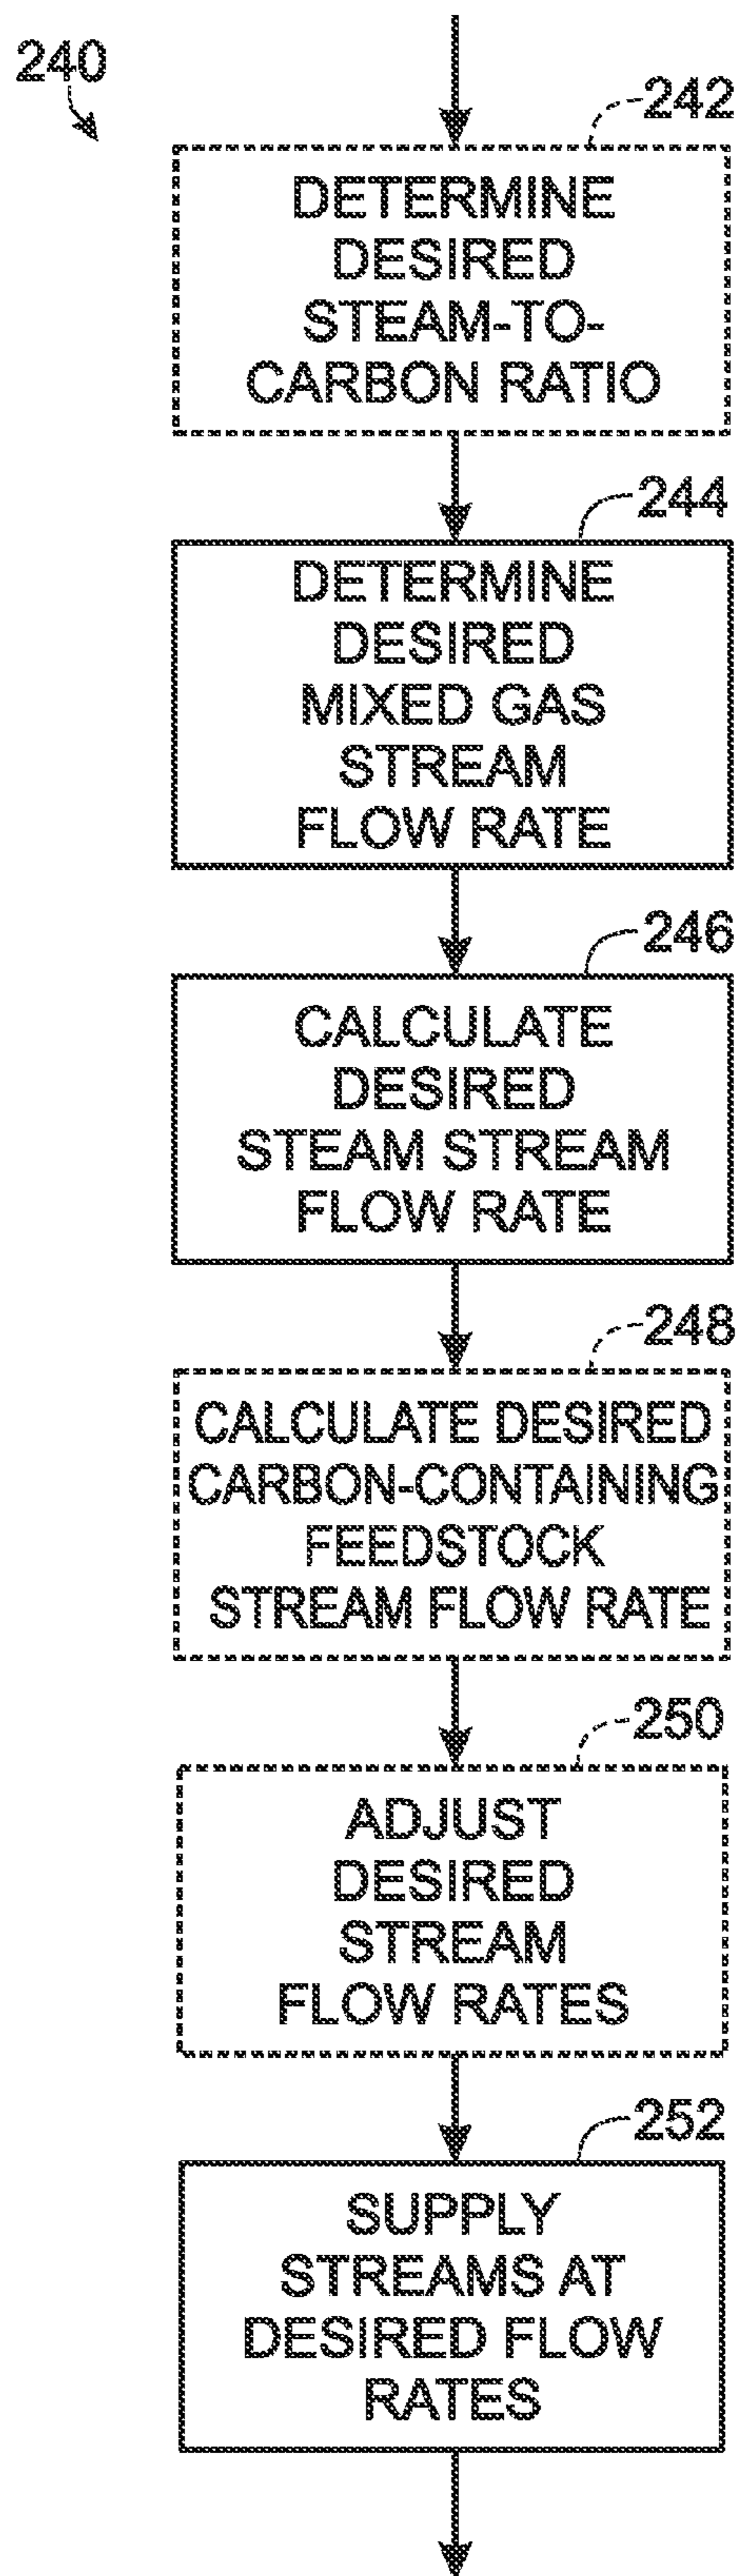 240
242
DETERMINE
DESIRED
STEAM-TO-
CARBON RATIO
244
DETERMINE
DESIRED
MIXED GAS
STREAM
FLOW RATE
246
CALCULATE
DESIRED
STEAM STREAM
FLOW RATE
248
CALCULATE DESIRED
CARBON-CONTAINING
FEEDSTOCK
STREAM FLOW RATE
250
ADJUST
DESIRED
STREAM
FLOW RATES
252
SUPPLY
STREAMS AT
DESIRED FLOW
RATES